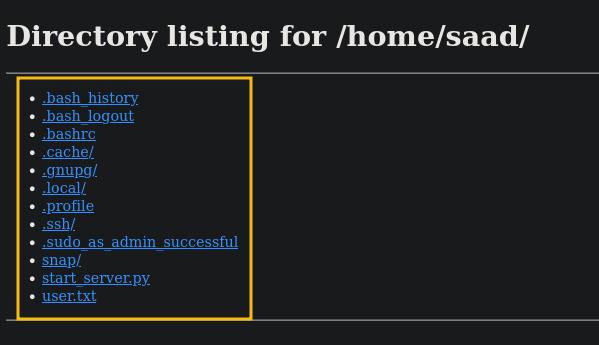 Directory listing for /home/saad/
.bash_history
.bash_logout
.bashrc
.cache/
.gnupg/
.local/
.profile
.ssh/
.sudo_as_admin_successful
snap/
start_server.py
user.txt